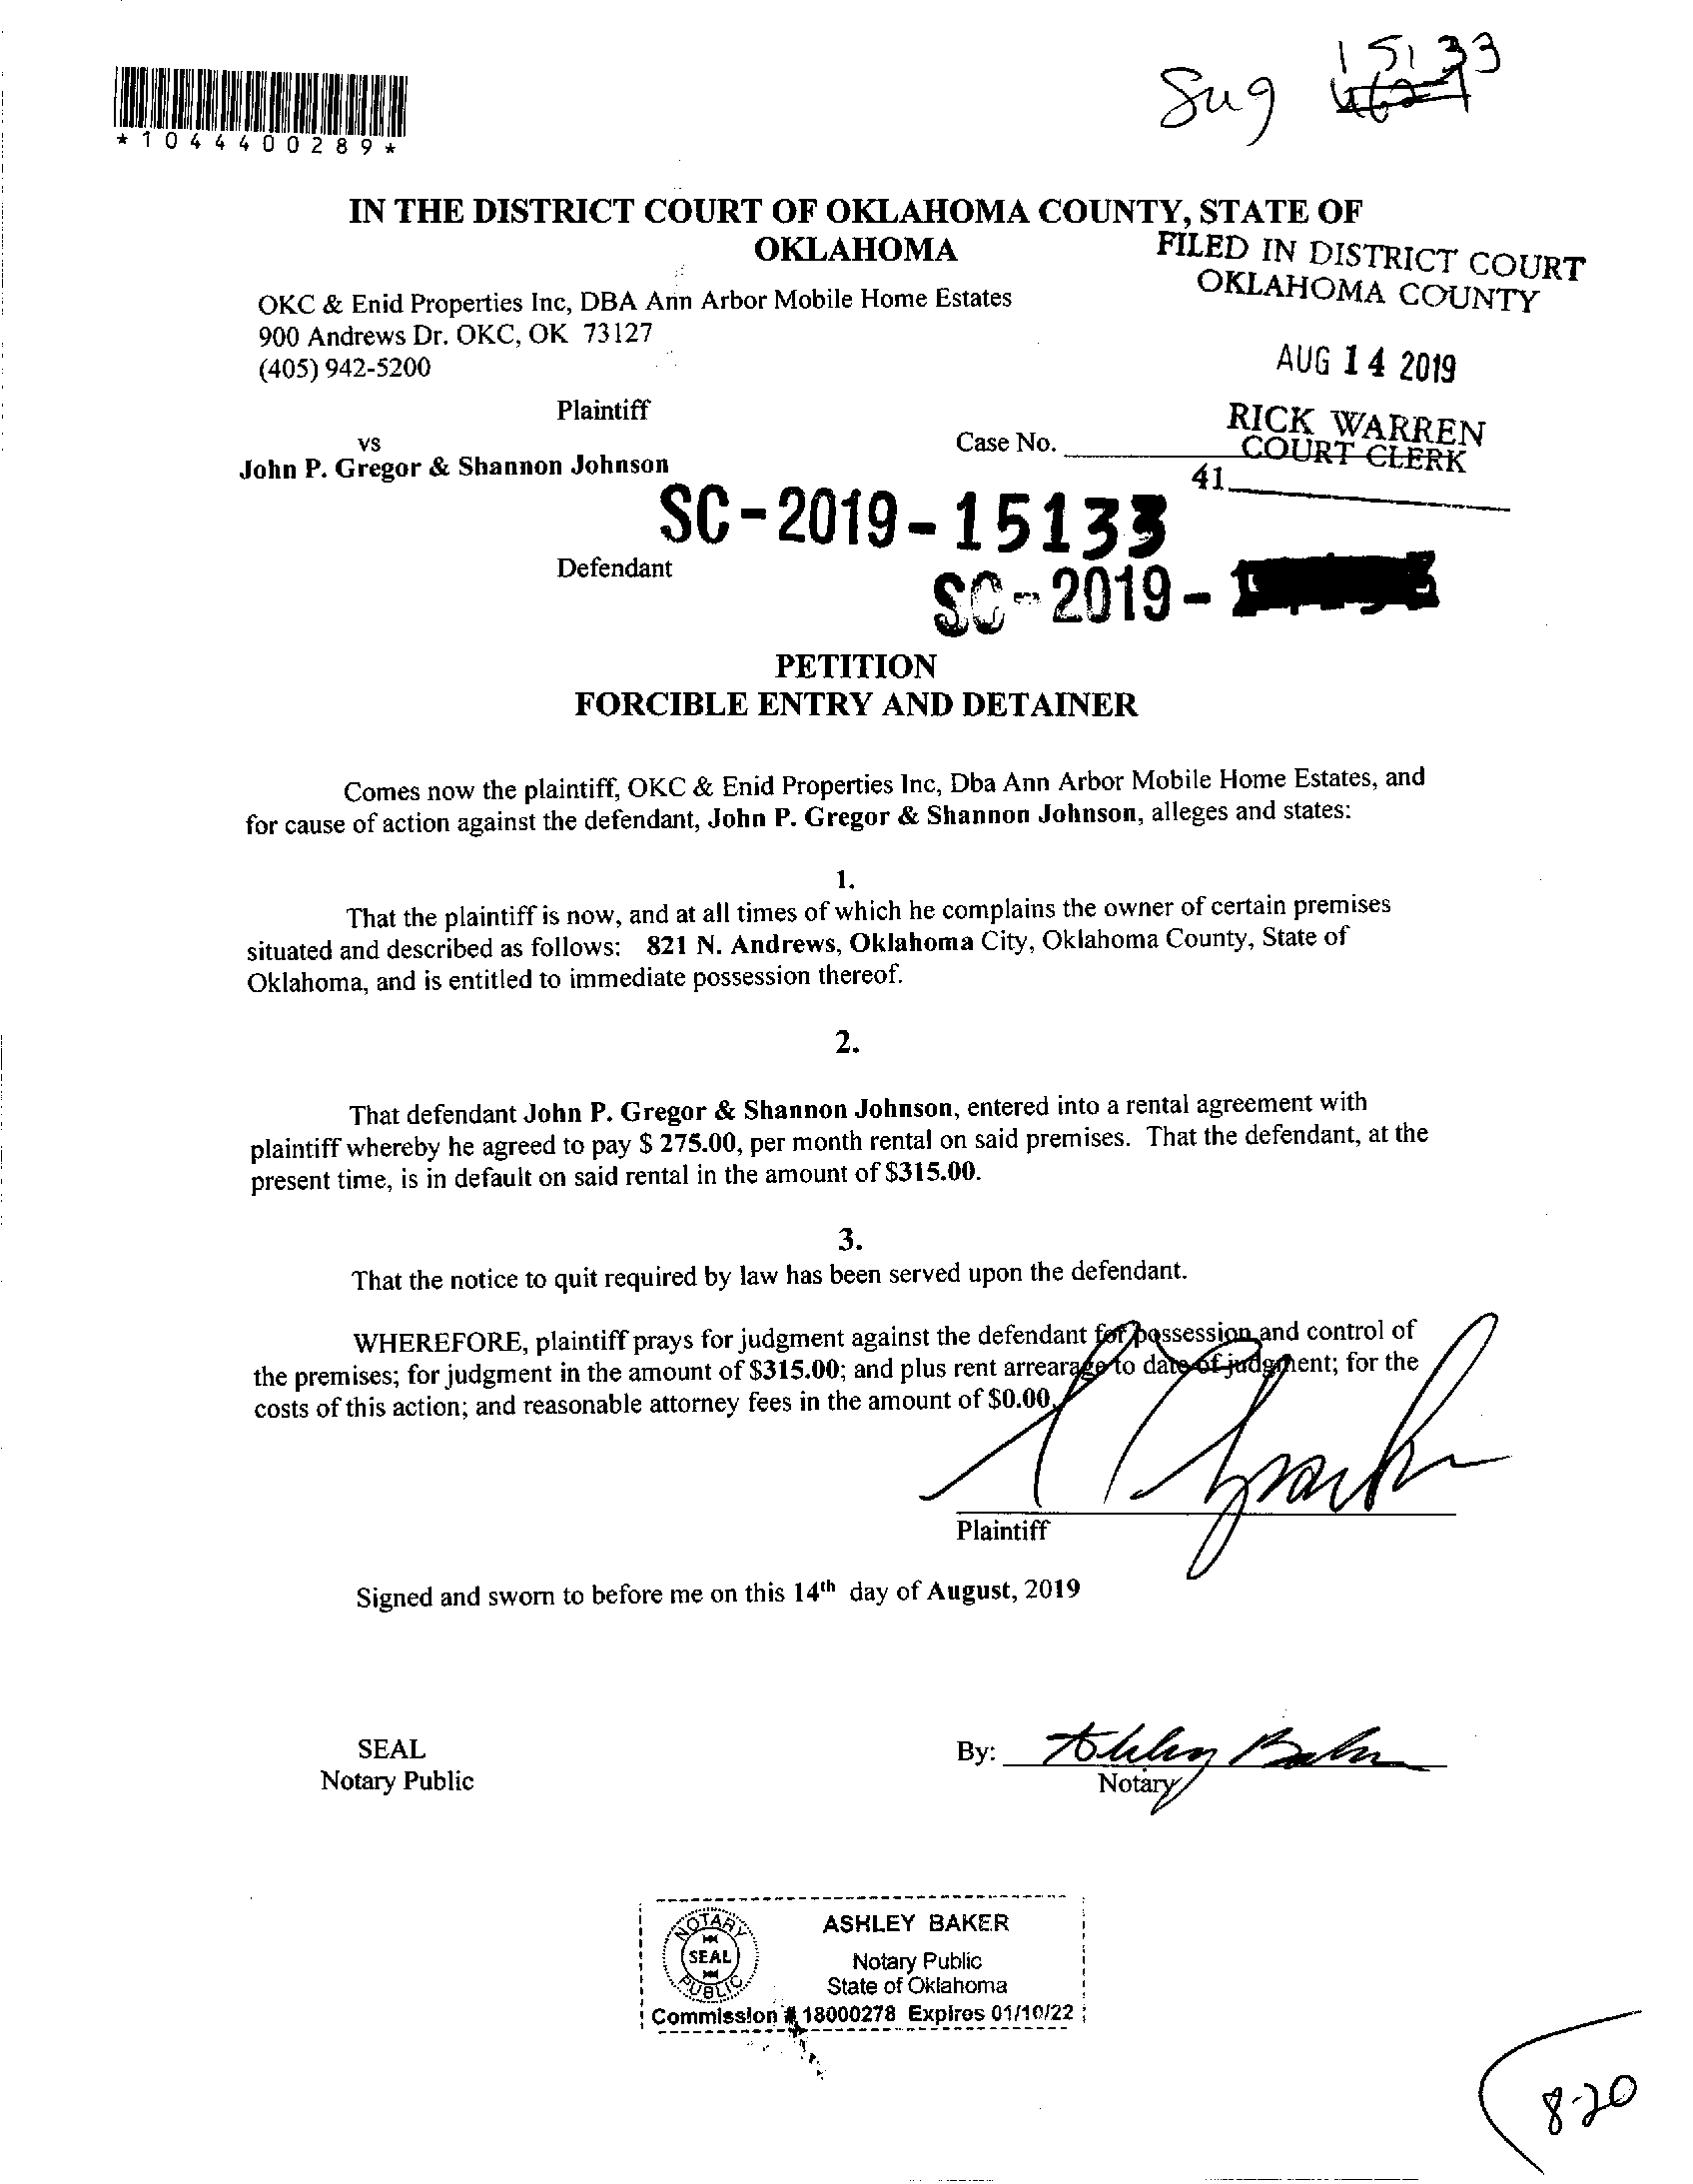 Sug 15133
*1044400289*
IN THE DISTRICT COURT OF OKLAHOMA COUNTY, STATE OF
OKLAHOMA
FILED IN DISTRICT COURT
OKLAHOMA COUNTY
OKC & Enid Properties Inc, DBA Ann Arbor Mobile Home Estates
900 Andrews Dr. OKC, OK 73127
(405) 942-5200
AUG 14 2019
Plaintiff
RICK WARREN
COURT CLERK
vs
Case No.
John P. Gregor & Shannon Johnson
41
SC-2019-15133
Defendant
SC-2019-
PETITION
FORCIBLE ENTRY AND DETAINER
Comes now the plaintiff, OKC & Enid Properties Inc, Dba Ann Arbor Mobile Home Estates, and
for cause of action against the defendant, John P. Gregor & Shannon Johnson, alleges and states:
1.
That the plaintiff is now, and at all times of which he complains the owner of certain premises
situated and described as follows: 821 N. Andrews, Oklahoma City, Oklahoma County, State of
Oklahoma, and is entitled to immediate possession thereof.
2.
That defendant John P. Gregor & Shannon Johnson, entered into a rental agreement with
plaintiff whereby he agreed to pay $ 275.00, per month rental on said premises. That the defendant, at the
present time, is in default on said rental in the amount of $315.00.
3.
That the notice to quit required by law has been served upon the defendant.
WHEREFORE, plaintiff prays for judgment against the defendant for possession and control of
the premises; for judgment in the amount of $315.00; and plus rent arrearage to date of judgment; for the
costs of this action; and reasonable attorney fees in the amount of $0.00.
Plaintiff
Signed and sworn to before me on this 14th day of August, 2019
SEAL
Notary Public
By: Ashley Baker
Notary
NOTARY
SEAL
PUBLIC
ASHLEY BAKER
Notary Public
State of Oklahoma
Commission # 18000278 Expires 01/10/22
8-20